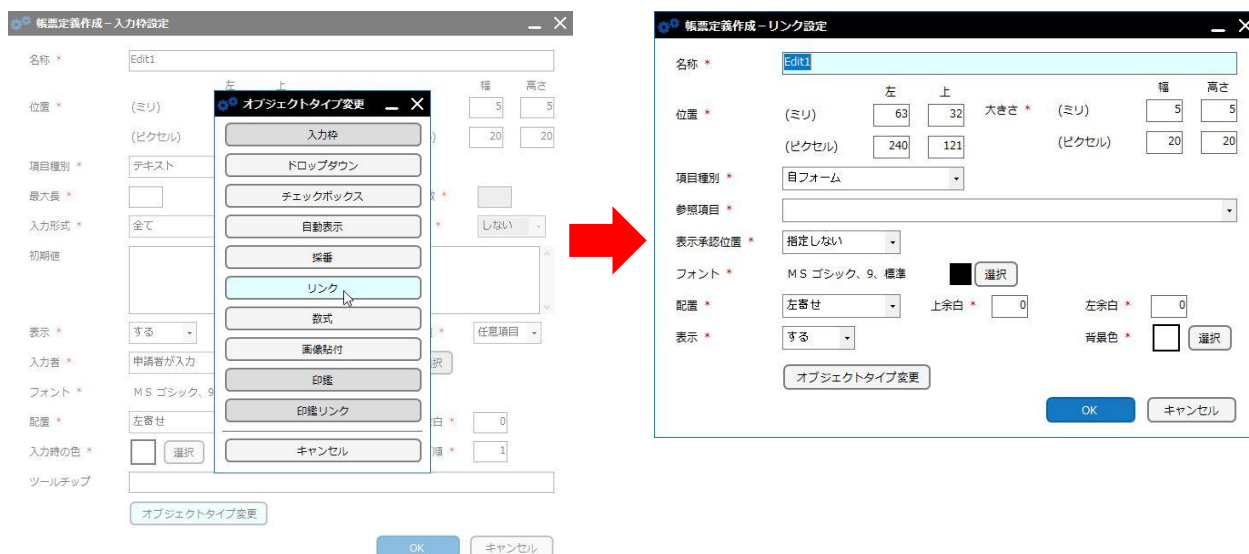 帳票定義作成－入力枠設定
名称 * Edit1
左 上 幅 高さ
位置 * (ミリ) 5 5
(ピクセル) 20 20
項目種別 * テキスト
最大長 * *
入力形式 * 全て * しない
初期値
表示 * する * 任意項目
入力者 * 申請者が入力 択
フォント * ＭＳ ゴシック、9
配置 * 左寄せ 白 * 0
入力時の色 * 選択 順 * 1
ツールチップ
オブジェクトタイプ変更
OK キャンセル
オブジェクトタイプ変更
入力枠
ドロップダウン
チェックボックス
自動表示
採番
リンク
数式
画像貼付
印鑑
印鑑リンク
キャンセル
帳票定義作成－リンク設定
名称 * Edit1
左 上 幅 高さ
位置 * (ミリ) 63 32 大きさ * (ミリ) 5 5
(ピクセル) 240 121 (ピクセル) 20 20
項目種別 * 自フォーム
参照項目 *
表示承認位置 * 指定しない
フォント * ＭＳ ゴシック、9、標準 選択
配置 * 左寄せ 上余白 * 0 左余白 * 0
表示 * する 背景色 * 選択
オブジェクトタイプ変更
OK キャンセル